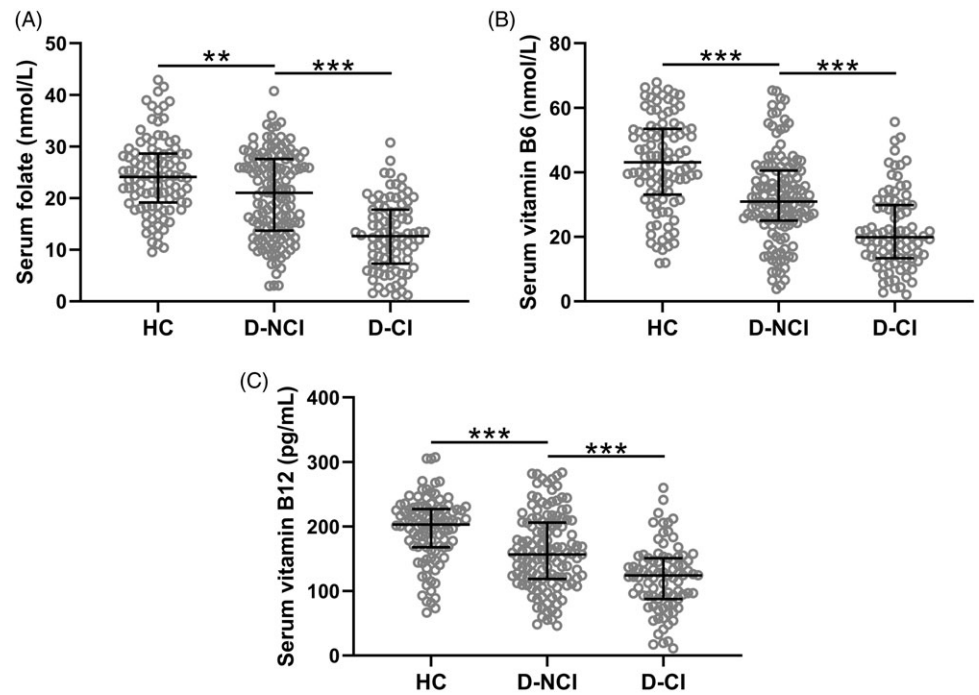 (A)
Serum folate (nmol/L)
50
40
30
20
10
0
**
***
HC
D-NCI
D-CI
(B)
Serum vitamin B6 (nmol/L)
80
60
40
20
0
***
***
HC
D-NCI
D-CI
(C)
Serum vitamin B12 (pg/mL)
400
300
200
100
0
***
***
HC
D-NCI
D-CI